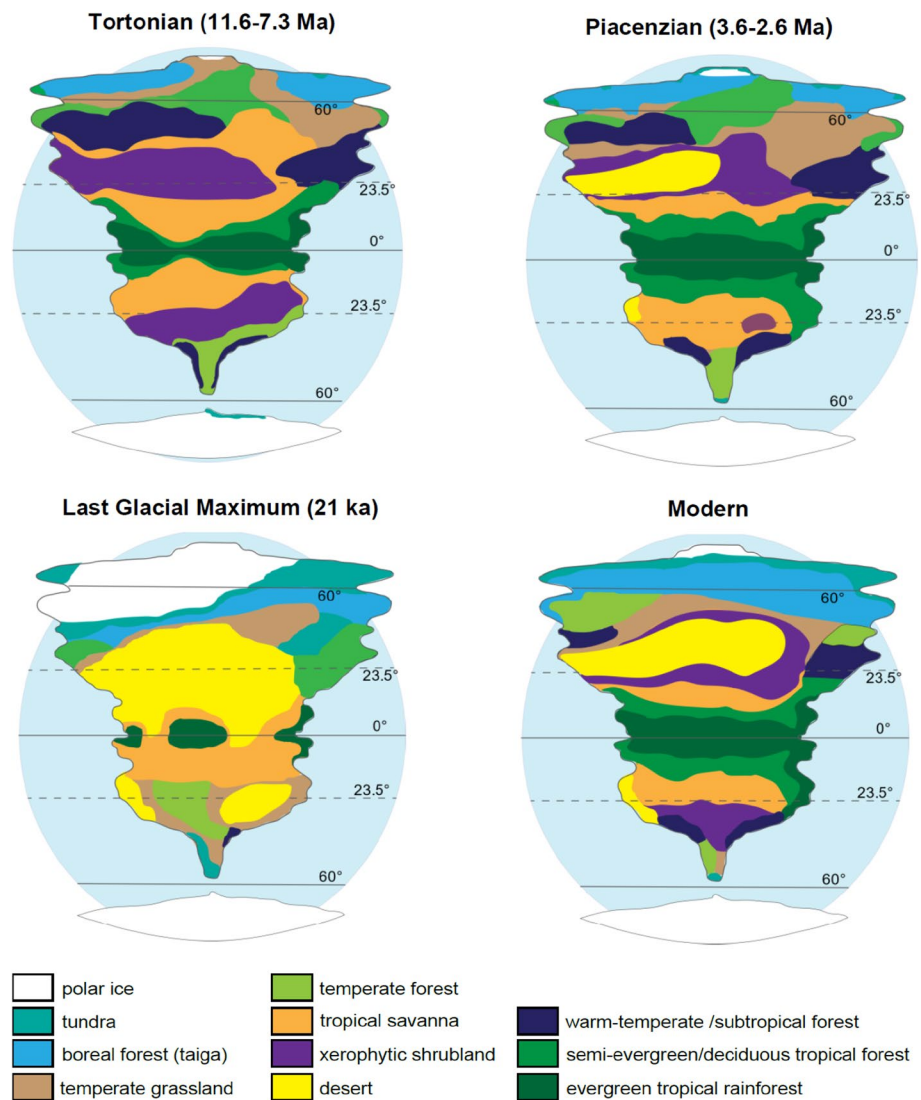 Tortonian (11.6-7.3 Ma)
60°
23.5°
0°
23.5°
60°
Piacenzian (3.6-2.6 Ma)
60°
23.5°
0°
23.5°
60°
Last Glacial Maximum (21 ka)
60°
23.5°
0°
23.5°
60°
Modern
60°
23.5°
0°
23.5°
60°
polar ice
tundra
boreal forest (taiga)
temperate grassland
temperate forest
tropical savanna
xerophytic shrubland
desert
warm-temperate /subtropical forest
semi-evergreen/deciduous tropical forest
evergreen tropical rainforest